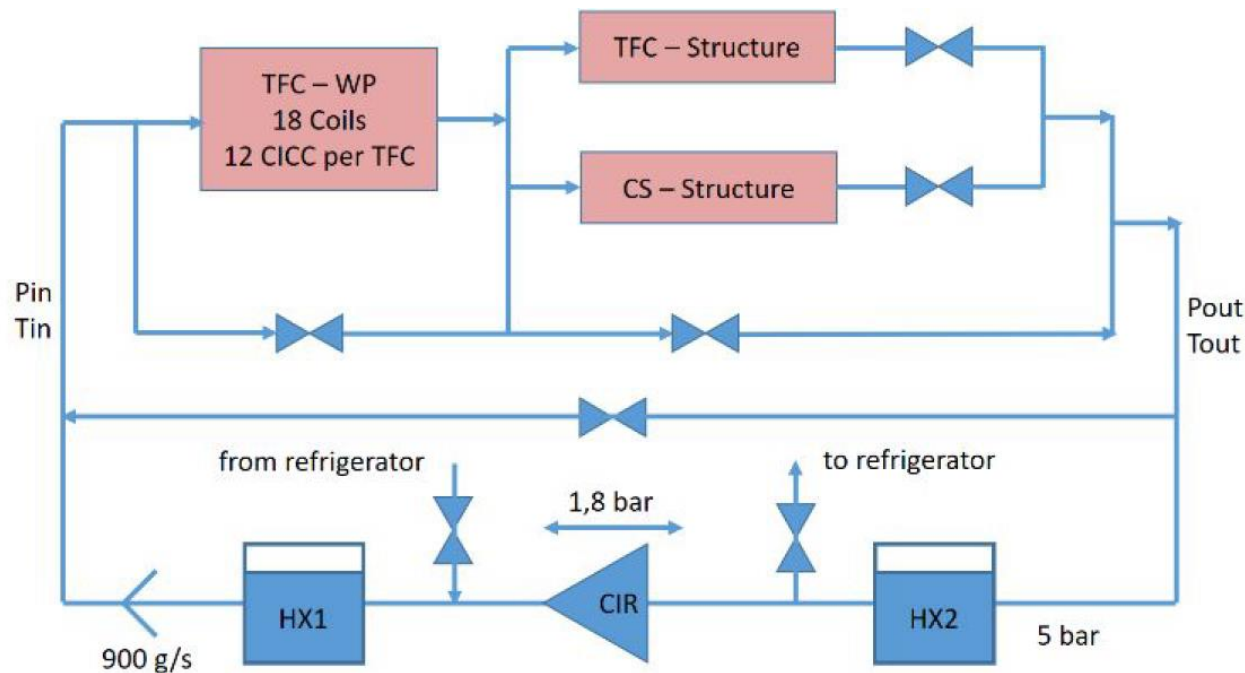 TFC – Structure
TFC – WP
18 Coils
12 CICC per TFC
CS – Structure
Pin
Tin
Pout
Tout
from refrigerator
to refrigerator
1,8 bar
HX1
CIR
HX2
900 g/s
5 bar